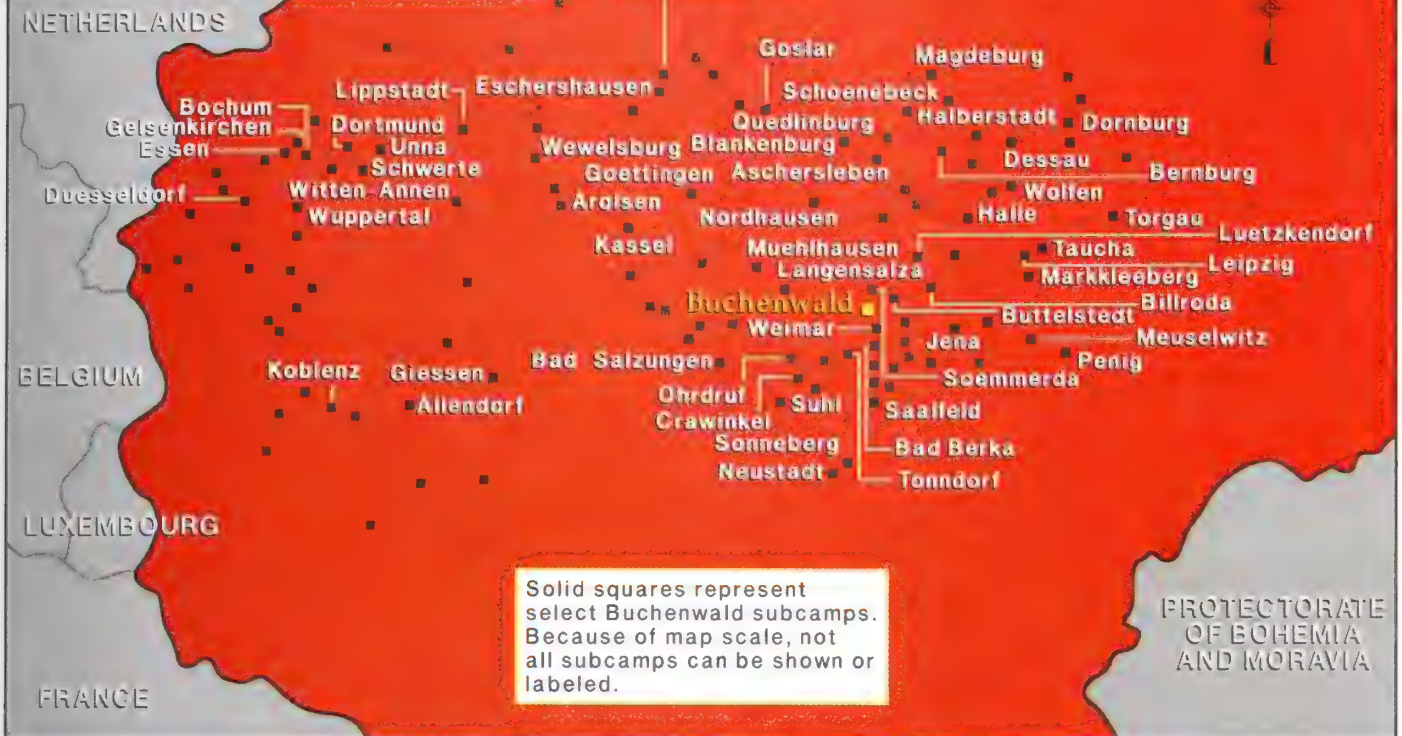 NETHERLANDS
Goslar
Magdeburg
Lippstadt
Eschershausen
Schoenebeck
Bochum
Gelsenkirchen
Essen
Dortmund
Unna
Schwerte
Quedlinburg
Halberstadt
Dornburg
Wewelsburg
Blankenburg
Dessau
Bernburg
Goettingen
Aschersleben
Duesseldorf
Witten-Annen
Wuppertal
Arolsen
Wolfen
Nordhausen
Halle
Torgau
Kassel
Muehlhausen
Langensalza
Taucha
Luetzkendorf
Markkleeberg
Leipzig
Buchenwald
Weimar
Billroda
Buttelstedt
Jena
Meuselwitz
Penig
BELGIUM
Koblenz
Giessen
Allendorf
Bad Salzungen
Soemmerda
Ohrdruf
Crawinkel
Suhl
Saalfeld
Sonneberg
Neustadt
Bad Berka
Tonndorf
LUXEMBOURG
Solid squares represent
select Buchenwald subcamps.
Because of map scale, not
all subcamps can be shown or
labeled.
PROTECTORATE
OF BOHEMIA
AND MORAVIA
FRANCE